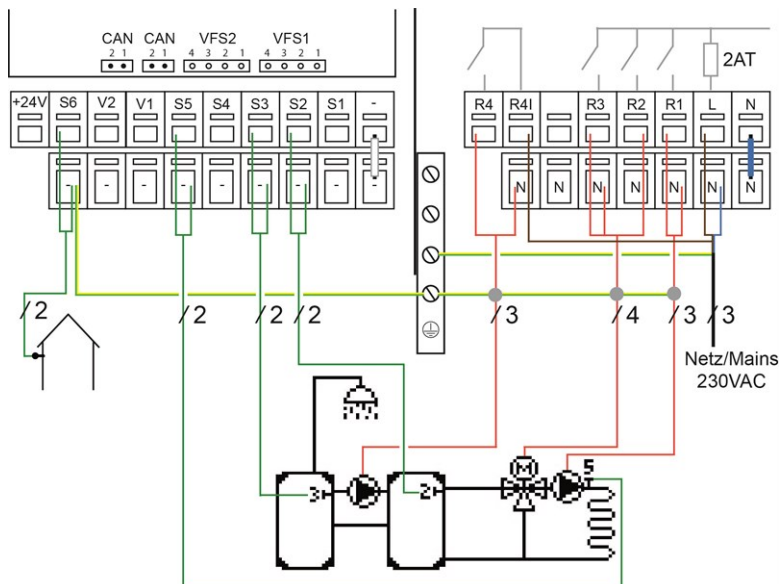 CAN CAN VFS2 VFS1
2 1 2 1 4 3 2 1 4 3 2 1
2AT
+24V S6 V2 V1 S5 S4 S3 S2 S1 -
R4 R4I R3 R2 R1 L N
- - - - - - - - -
N N N N N N
2 2 2 2 3 4 3 3
Netz/Mains
230VAC
M
S
3 2